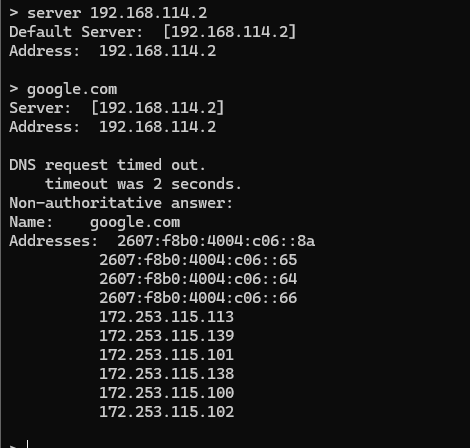 > server 192.168.114.2
Default Server:  [192.168.114.2]
Address:  192.168.114.2
> google.com
Server:  [192.168.114.2]
Address:  192.168.114.2
DNS request timed out.
    timeout was 2 seconds.
Non-authoritative answer:
Name:    google.com
Addresses:  2607:f8b0:4004:c06::8a
          2607:f8b0:4004:c06::65
          2607:f8b0:4004:c06::64
          2607:f8b0:4004:c06::66
          172.253.115.113
          172.253.115.139
          172.253.115.101
          172.253.115.138
          172.253.115.100
          172.253.115.102
>